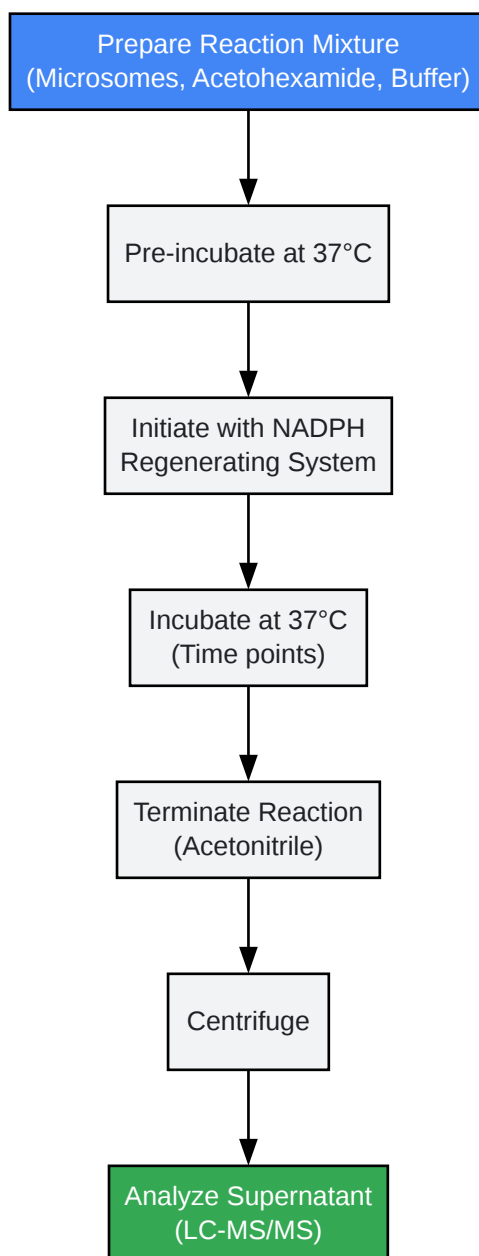 Prepare Reaction Mixture
(Microsomes, Acetohexamide, Buffer)
Pre-incubate at 37°C
Initiate with NADPH
Regenerating System
Incubate at 37°C
(Time points)
Terminate Reaction
(Acetonitrile)
Centrifuge
Analyze Supernatant
(LC-MS/MS)